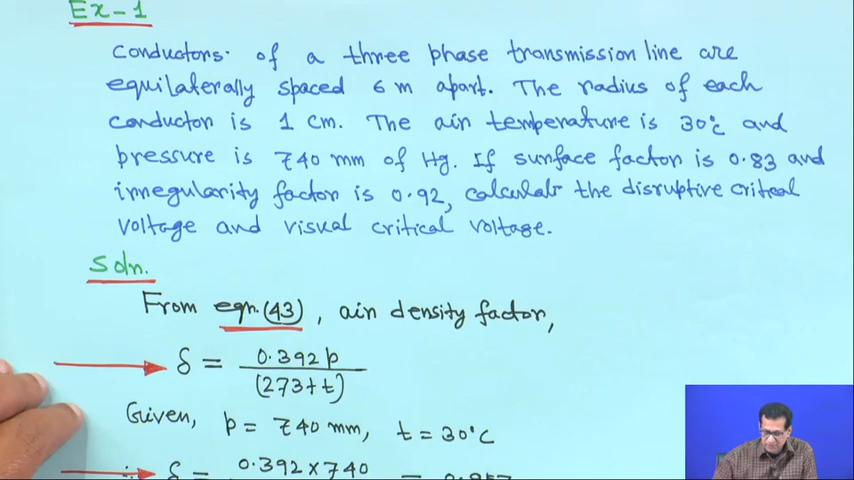 Ex-1
Conductors of a three phase transmission line are
equilaterally spaced 6 m apart. The radius of each
conductor is 1 cm. The air temperature is 30°C and
pressure is 740 mm of Hg. If surface factor is 0.83 and
irregularity factor is 0.92, calculate the disruptive critical
voltage and visual critical voltage.
Soln.
From eqn.(43), air density factor,
δ = 0.392 p / (273+t)
Given, p = 740 mm, t = 30°C
∴ δ = 0.392 × 740 = 0.957